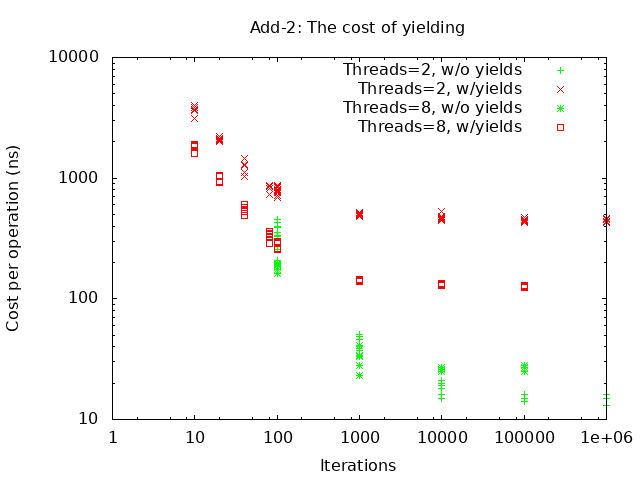 Add-2: The cost of yielding
10000
Threads=2, w/o yields
Threads=2, w/yields
Threads=8, w/o yields
Threads=8, w/yields
1000
Cost per operation (ns)
100
10
1 10 100 1000 10000 100000 1e+06
Iterations